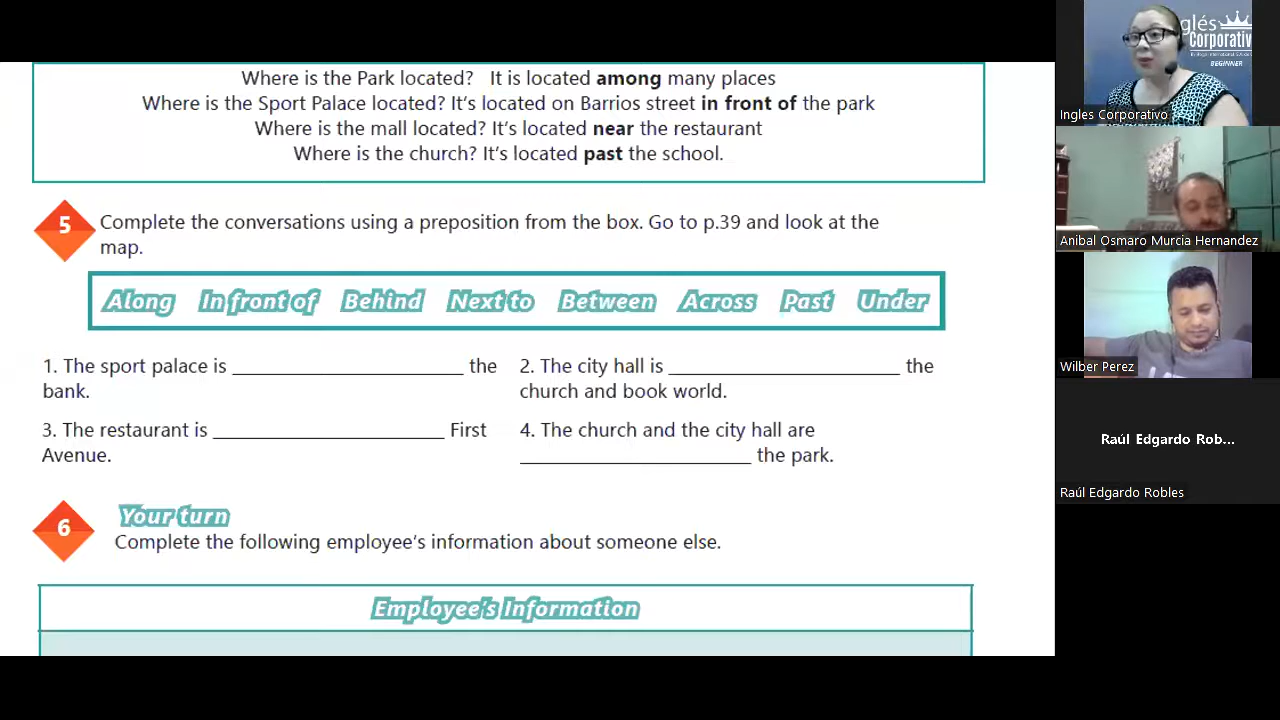 Where is the Park located? It is located among many places
Where is the Sport Palace located? It's located on Barrios street in front of the park
Where is the mall located? It's located near the restaurant
Where is the church? It's located past the school.
5
Complete the conversations using a preposition from the box. Go to p.39 and look at the
map.
Along In front of Behind Next to Between Across Past Under
1. The sport palace is ______________________ the
bank.
2. The city hall is ______________________ the
church and book world.
3. The restaurant is ______________________ First
Avenue.
4. The church and the city hall are
______________________ the park.
6
Your turn
Complete the following employee's information about someone else.
Employee's Information
glés
Corporativ
BEGINNER
Ingles Corporativo
Anibal Osmaro Murcia Hernandez
Wilber Perez
Raúl Edgardo Rob...
Raúl Edgardo Robles